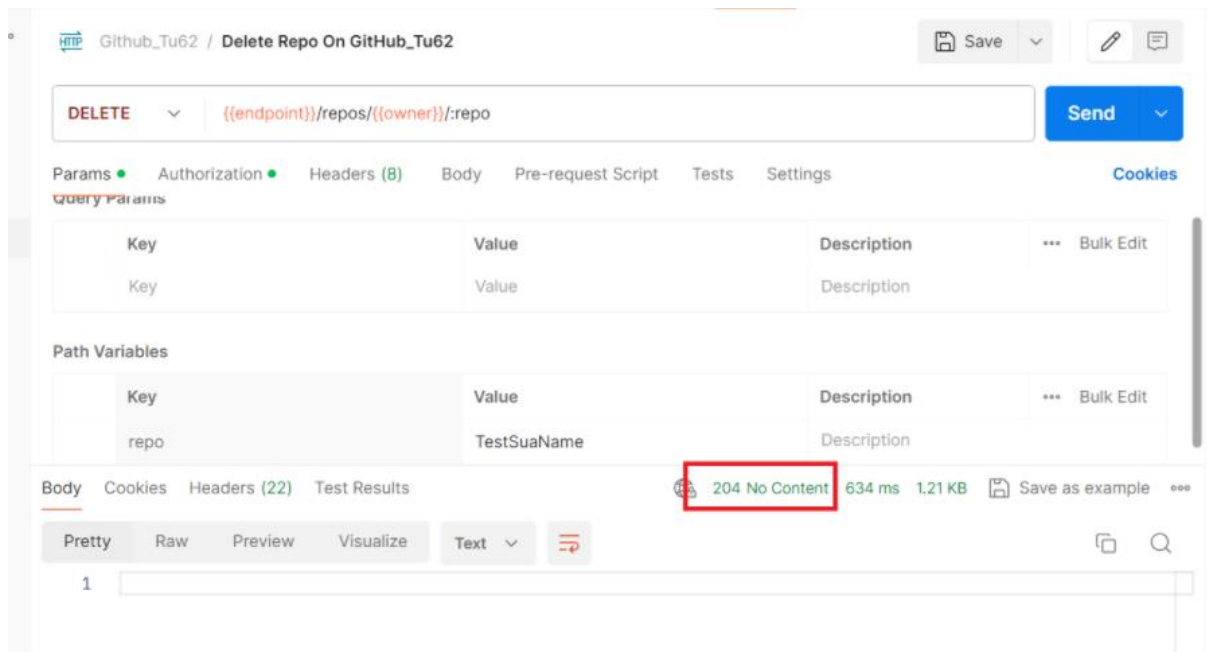 HTTP Github_Tu62 / Delete Repo On GitHub_Tu62 Save
DELETE {{endpoint}}/repos/{{owner}}/:repo Send
Params Authorization Headers (8) Body Pre-request Script Tests Settings Cookies
Query Params
Key Value Description Bulk Edit
Key Value Description
Path Variables
Key Value Description Bulk Edit
repo TestSuaName Description
Body Cookies Headers (22) Test Results 204 No Content 634 ms 1.21 KB Save as example
Pretty Raw Preview Visualize Text
1